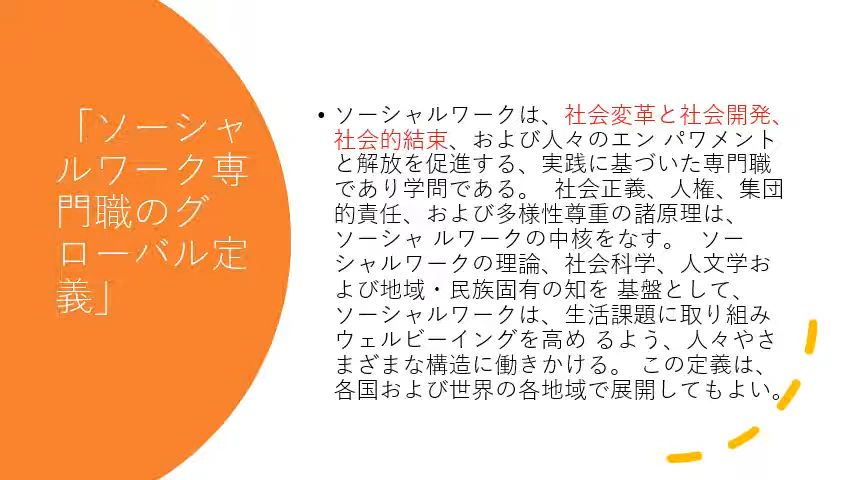 「ソーシャ
ルワーク専
門職のグ
ローバル定
義」
• ソーシャルワークは、社会変革と社会開発、
社会的結束、および人々のエン パワメント
と解放を促進する、実践に基づいた専門職
であり学問である。 社会正義、人権、集団
的責任、および多様性尊重の諸原理は、
ソーシャ ルワークの中核をなす。 ソー
シャルワークの理論、社会科学、人文学お
よび地域・民族固有の知を 基盤として、
ソーシャルワークは、生活課題に取り組み
ウェルビーイングを高め るよう、人々やさ
まざまな構造に働きかける。 この定義は、
各国および世界の各地域で展開してもよい。